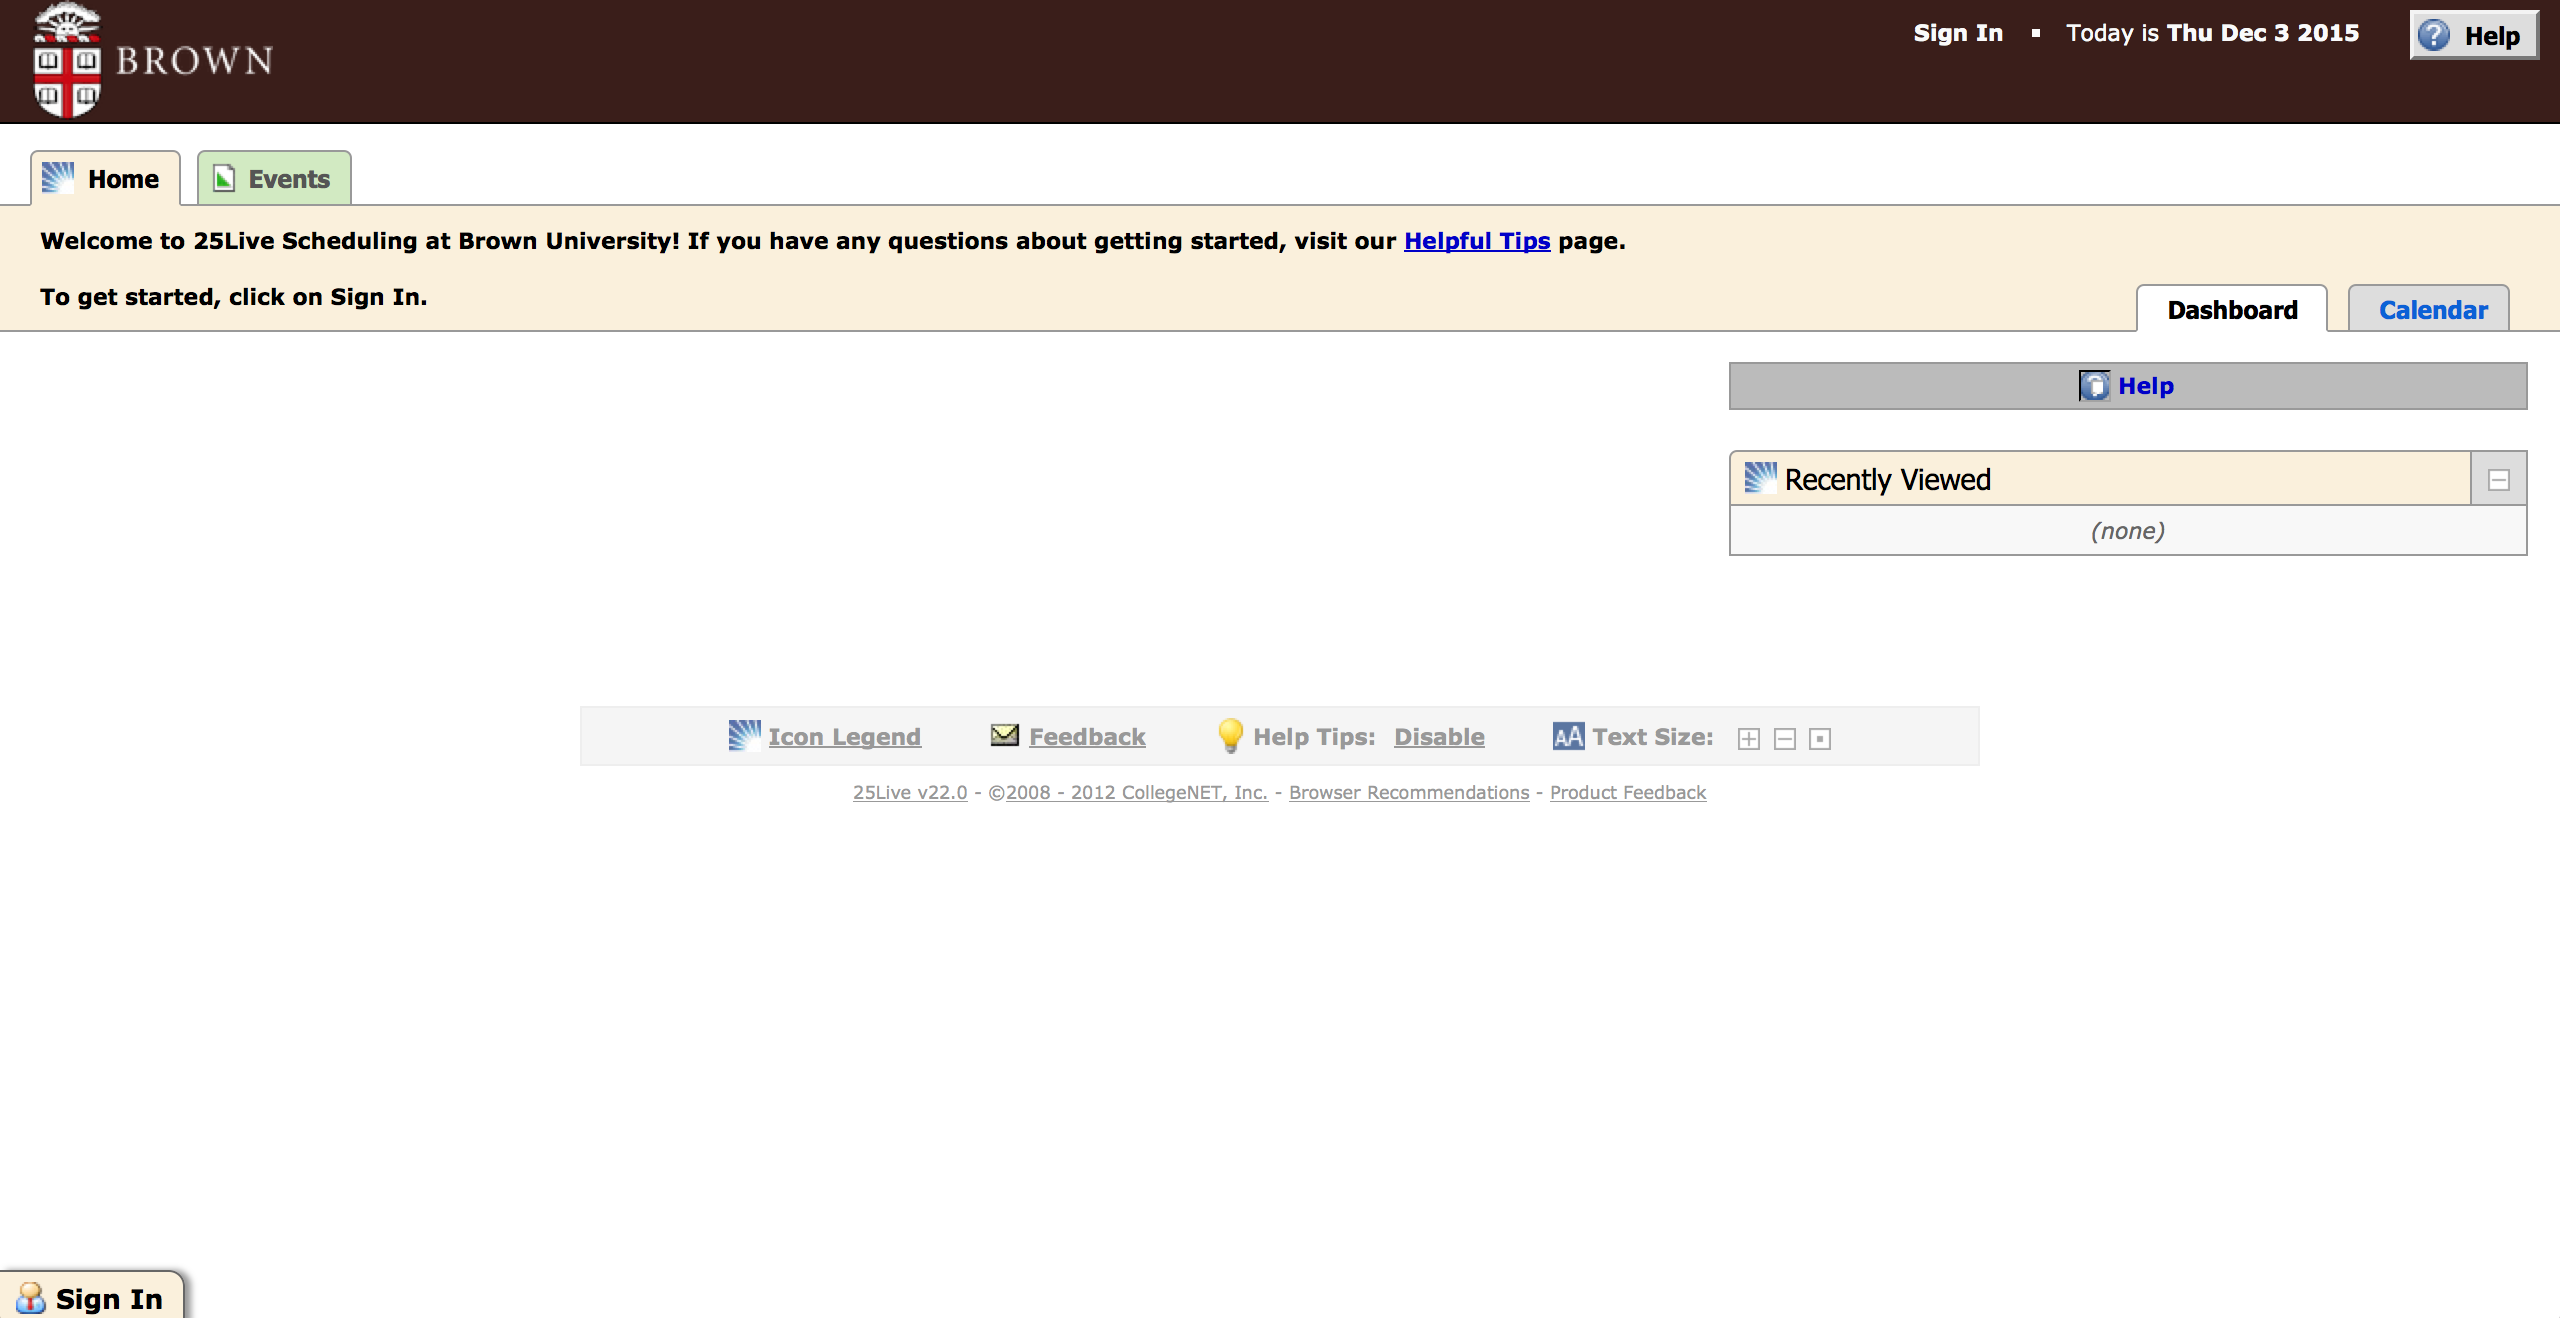 BROWN
Sign In ▪ Today is Thu Dec 3 2015
Help
Home
Events
Welcome to 25Live Scheduling at Brown University! If you have any questions about getting started, visit our Helpful Tips page.
To get started, click on Sign In.
Dashboard
Calendar
Help
Recently Viewed
(none)
Icon Legend Feedback Help Tips: Disable AA Text Size:
25Live v22.0 - ©2008 - 2012 CollegeNET, Inc. - Browser Recommendations - Product Feedback
Sign In